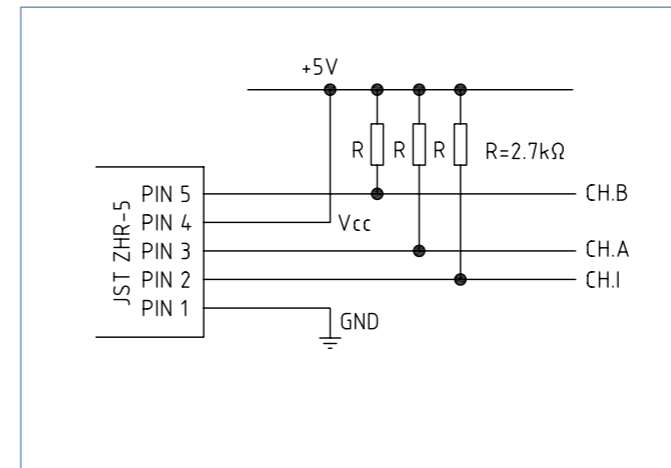 +5V
R R R R=2.7kΩ
PIN 5 CH.B
PIN 4 Vcc
PIN 3 CH.A
PIN 2 CH.I
PIN 1 GND
JST ZHR-5